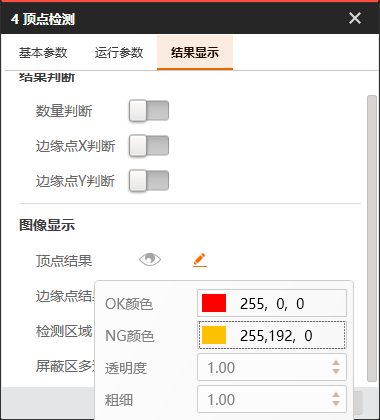 4 顶点检测
基本参数 运行参数 结果显示
结果判断
数量判断
边缘点X判断
边缘点Y判断
图像显示
顶点结果
边缘点结
OK颜色 255, 0, 0
检测区域
NG颜色 255,192, 0
屏蔽区多
透明度 1.00
粗细 1.00